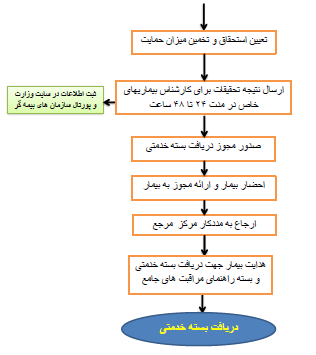 تعیین استحقاق و تخمین میزان حمایت
ارسال نتیجه تحقیقات برای کارشناس بیماریهای
خاص در مدت ۲۴ تا ۴۸ ساعت
ثبت اطلاعات در سایت وزارت
و پورتال سازمان های بیمه گر
صدور مجوز دریافت بسته خدمتی
احضار بیمار و ارائه مجوز به بیمار
ارجاع به مددکار مرکز مرجع
هدایت بیمار جهت دریافت بسته خدمتی
و بسته راهنمای مراقبت های جامع
دریافت بسته خدمتی